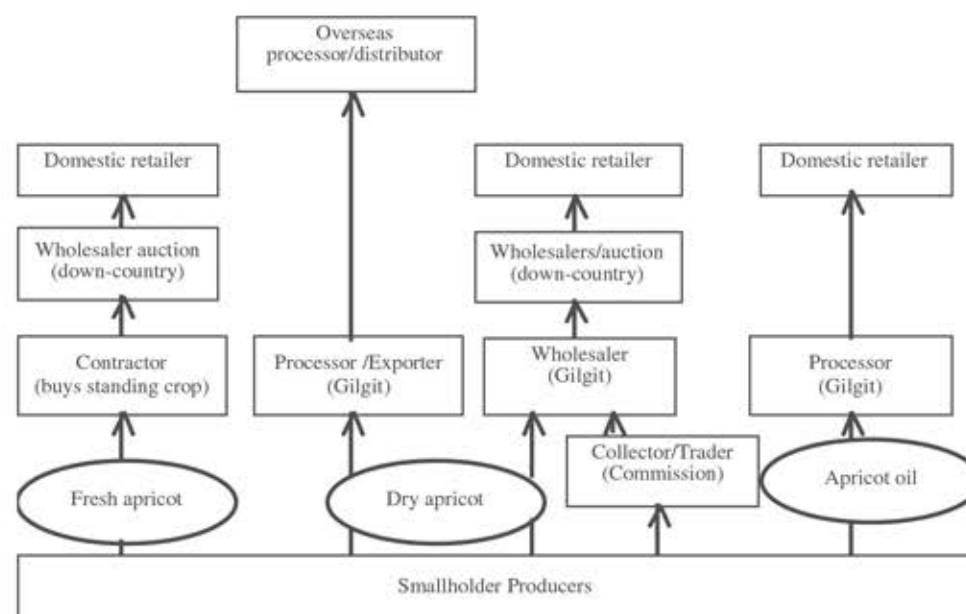 Overseas
processor/distributor
Domestic retailer
Domestic retailer
Domestic retailer
Wholesaler auction
(down-country)
Wholesalers/auction
(down-country)
Contractor
(buys standing crop)
Processor /Exporter
(Gilgit)
Wholesaler
(Gilgit)
Processor
(Gilgit)
Collector/Trader
(Commission)
Fresh apricot
Dry apricot
Apricot oil
Smallholder Producers